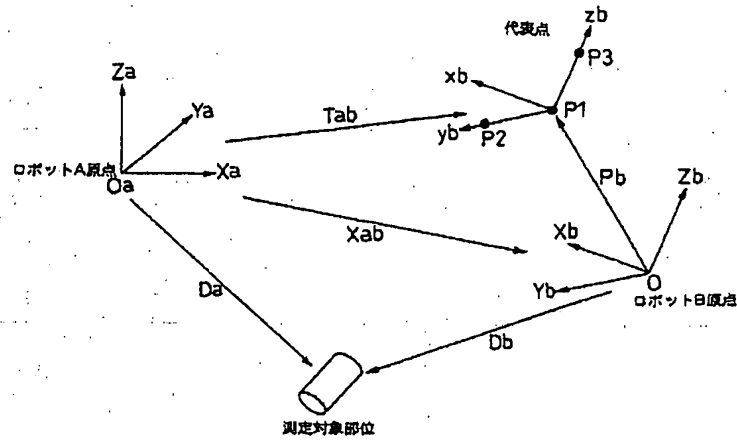 代表点
zb
P3
xb
P1
yb
P2
Za
Ya
Xa
ロボットA原点
Oa
Tab
Xab
Pb
Zb
Xb
Yb
O
ロボットB原点
Da
Db
測定対象部位